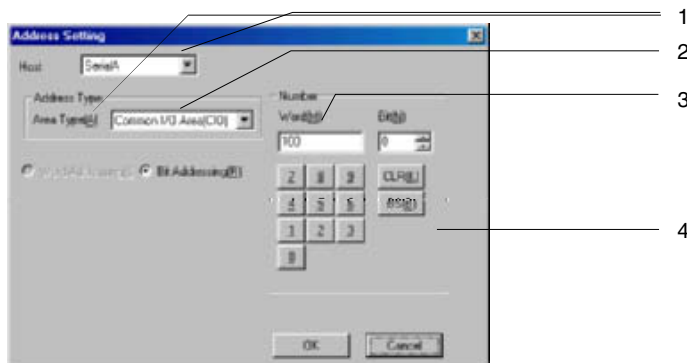 Address Setting
1
Host
SerialA
2
Address Type
Number
Area Type(A)
Common I/O Area(CIO)
Word(M)
Bit(N)
3
100
0
Bit Addressing(R)
7 8 9 CLR(L)
4 5 6
4
1 2 3
0
OK
Cancel